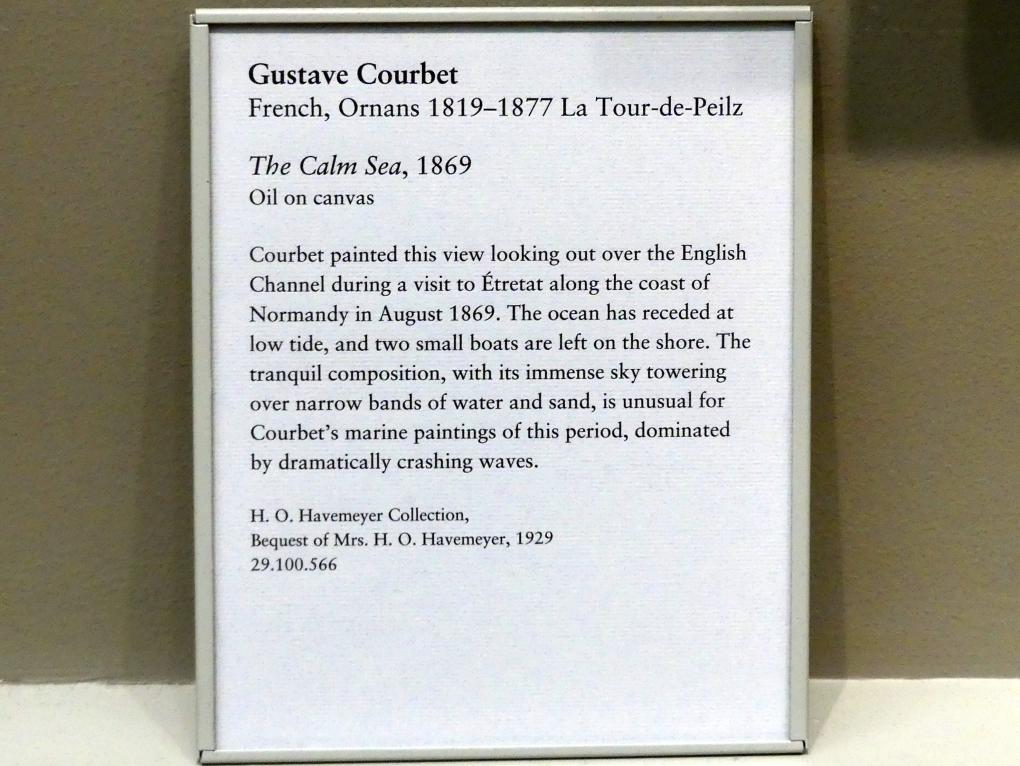 Gustave Courbet
French, Ornans 1819–1877 La Tour-de-Peilz
The Calm Sea, 1869
Oil on canvas
Courbet painted this view looking out over the English
Channel during a visit to Étretat along the coast of
Normandy in August 1869. The ocean has receded at
low tide, and two small boats are left on the shore. The
tranquil composition, with its immense sky towering
over narrow bands of water and sand, is unusual for
Courbet’s marine paintings of this period, dominated
by dramatically crashing waves.
H. O. Havemeyer Collection,
Bequest of Mrs. H. O. Havemeyer, 1929
29.100.566